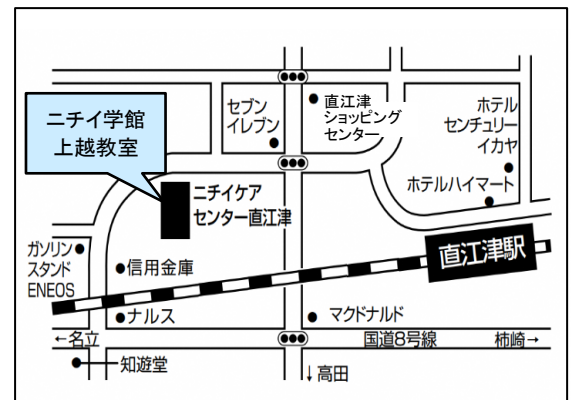 セブン
イレブン
直江津
ショッピング
センター
ホテル
センチュリー
イカヤ
ニチイ学館
上越教室
ホテルハイマート
ニチイケア
センター直江津
直江津駅
ガソリン
スタンド
ENEOS
信用金庫
ナルス
マクドナルド
←名立
国道8号線
柿崎→
知遊堂
↓高田